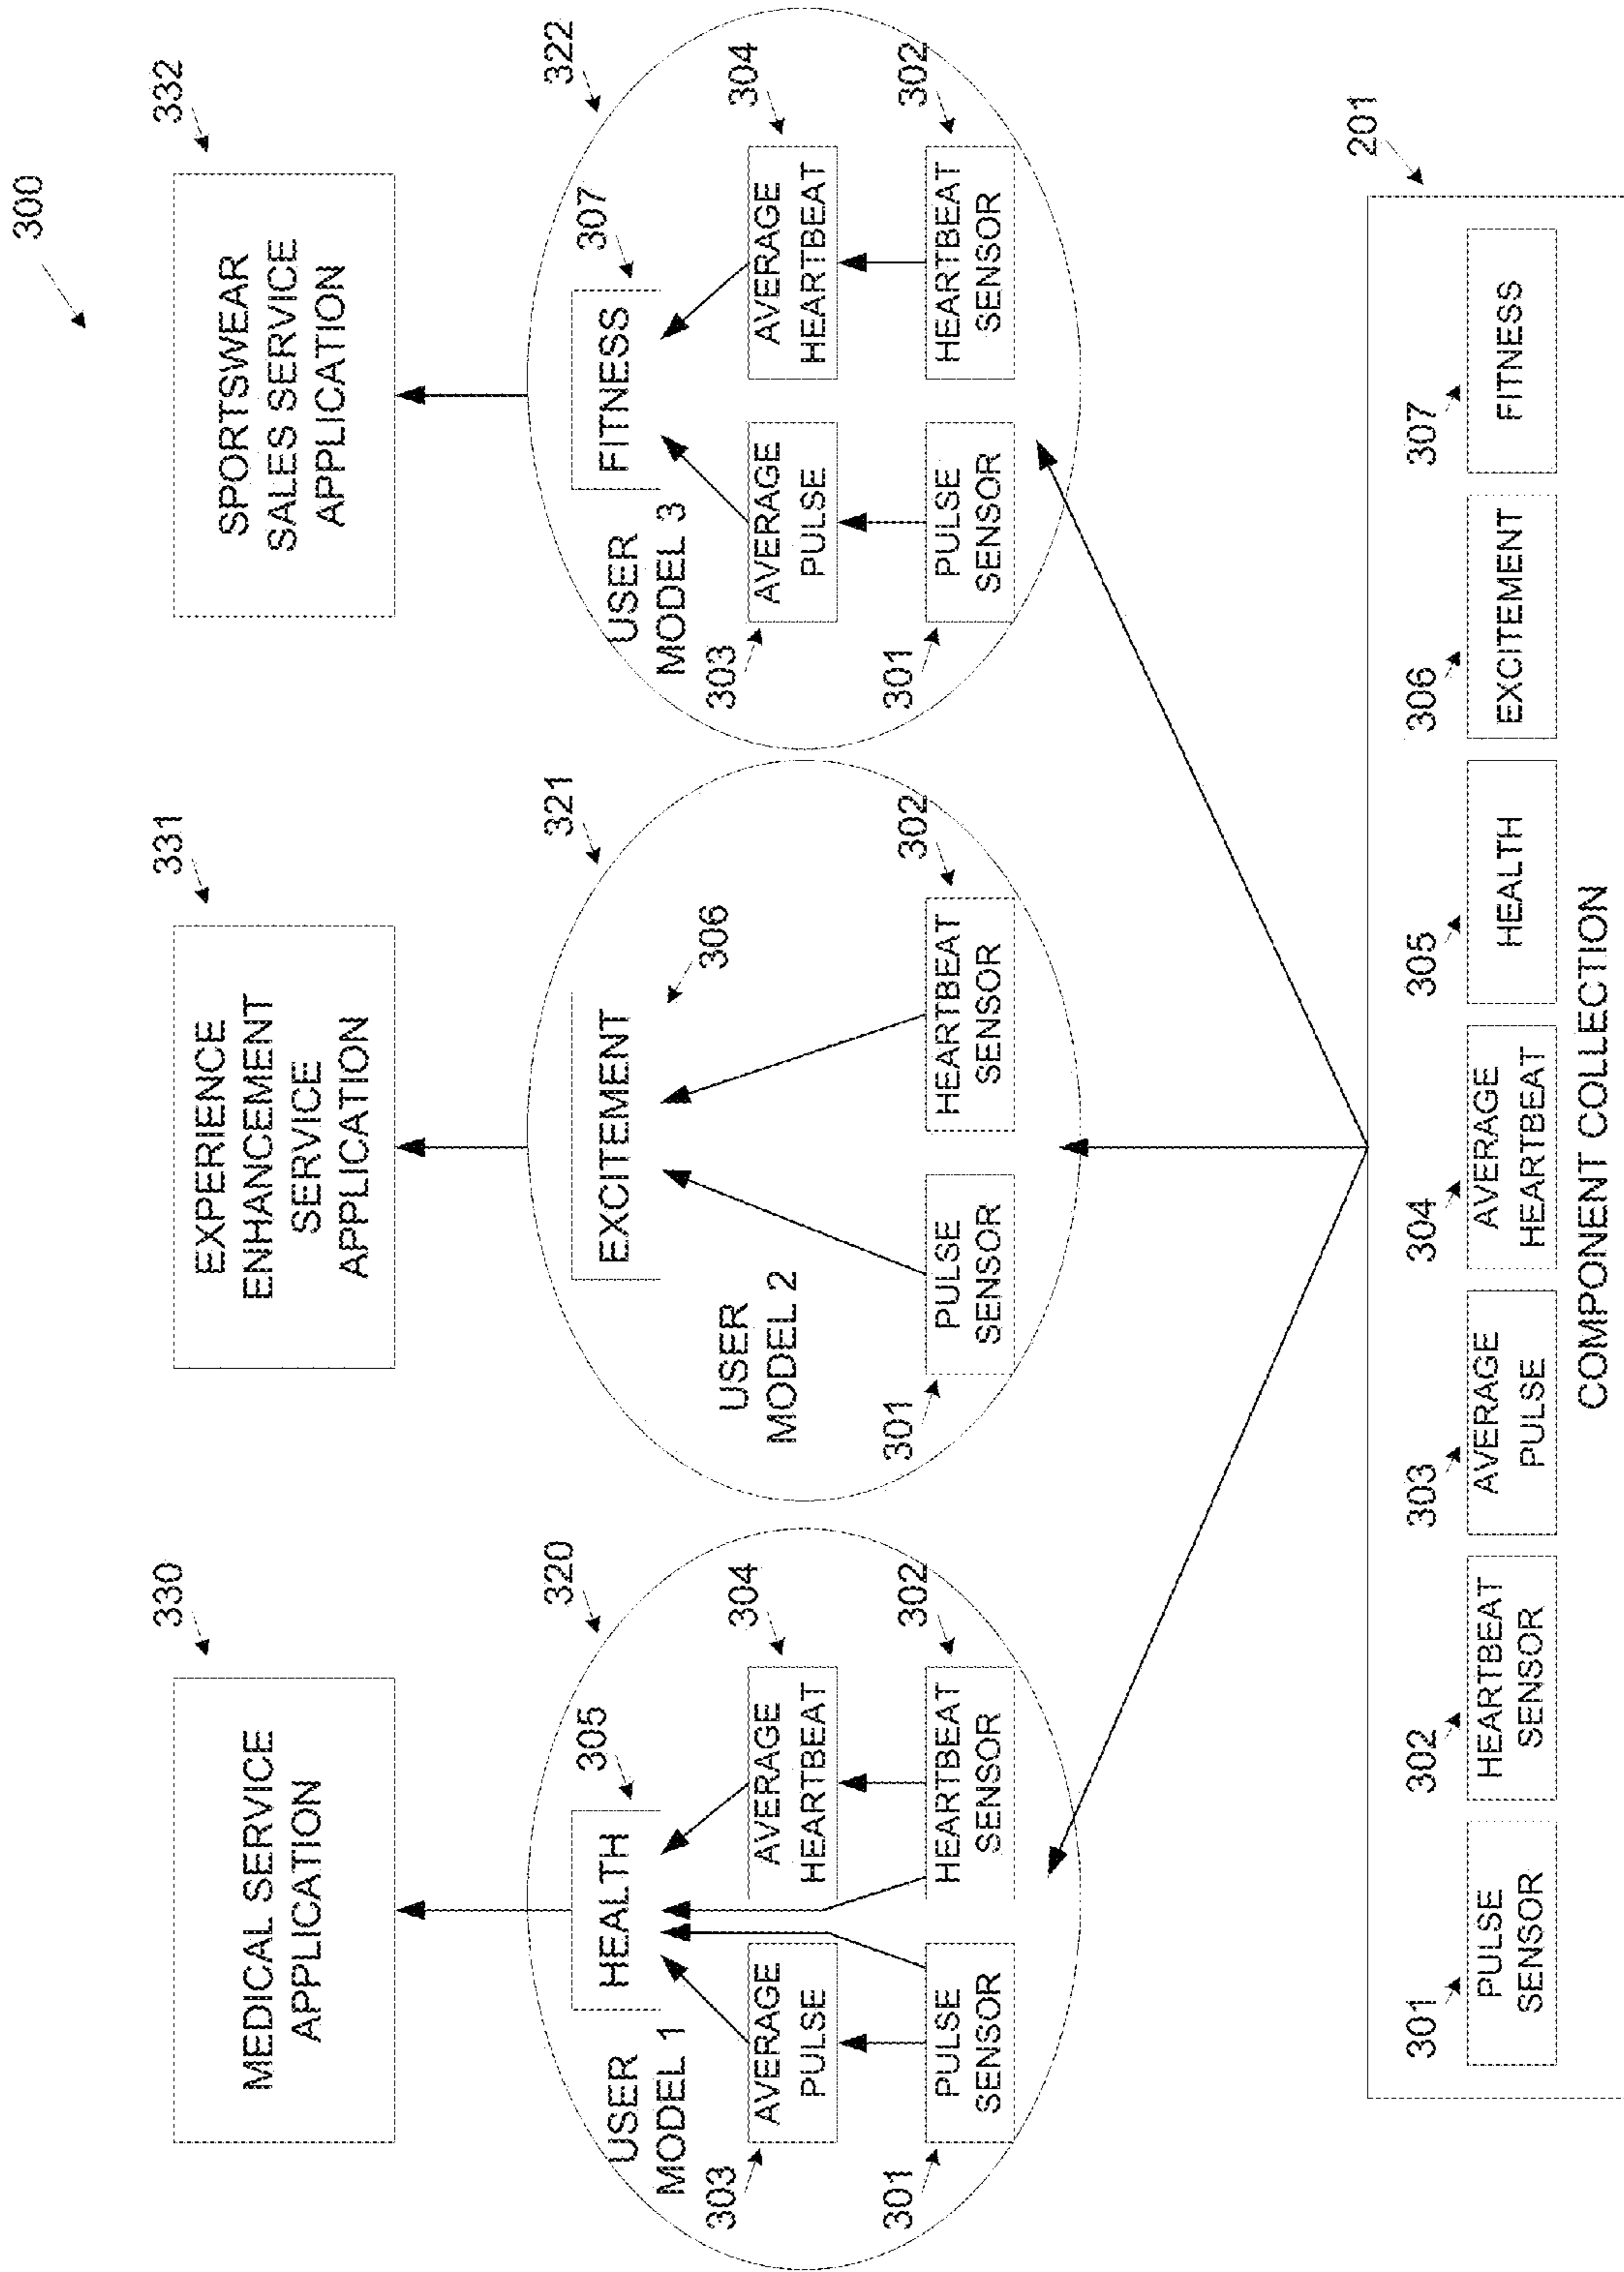 300
330
331
332
MEDICAL SERVICE
APPLICATION
EXPERIENCE
ENHANCEMENT
SERVICE
APPLICATION
SPORTSWEAR
SALES SERVICE
APPLICATION
320
321
322
USER
MODEL 1
HEALTH
305
303
AVERAGE
PULSE
AVERAGE
HEARTBEAT
304
301
PULSE
SENSOR
HEARTBEAT
SENSOR
302
EXCITEMENT
306
USER
MODEL 2
301
PULSE
SENSOR
HEARTBEAT
SENSOR
302
USER
MODEL 3
FITNESS
307
303
AVERAGE
PULSE
AVERAGE
HEARTBEAT
304
301
PULSE
SENSOR
HEARTBEAT
SENSOR
302
201
301
PULSE
SENSOR
302
HEARTBEAT
SENSOR
303
AVERAGE
PULSE
304
AVERAGE
HEARTBEAT
305
HEALTH
306
EXCITEMENT
307
FITNESS
COMPONENT COLLECTION